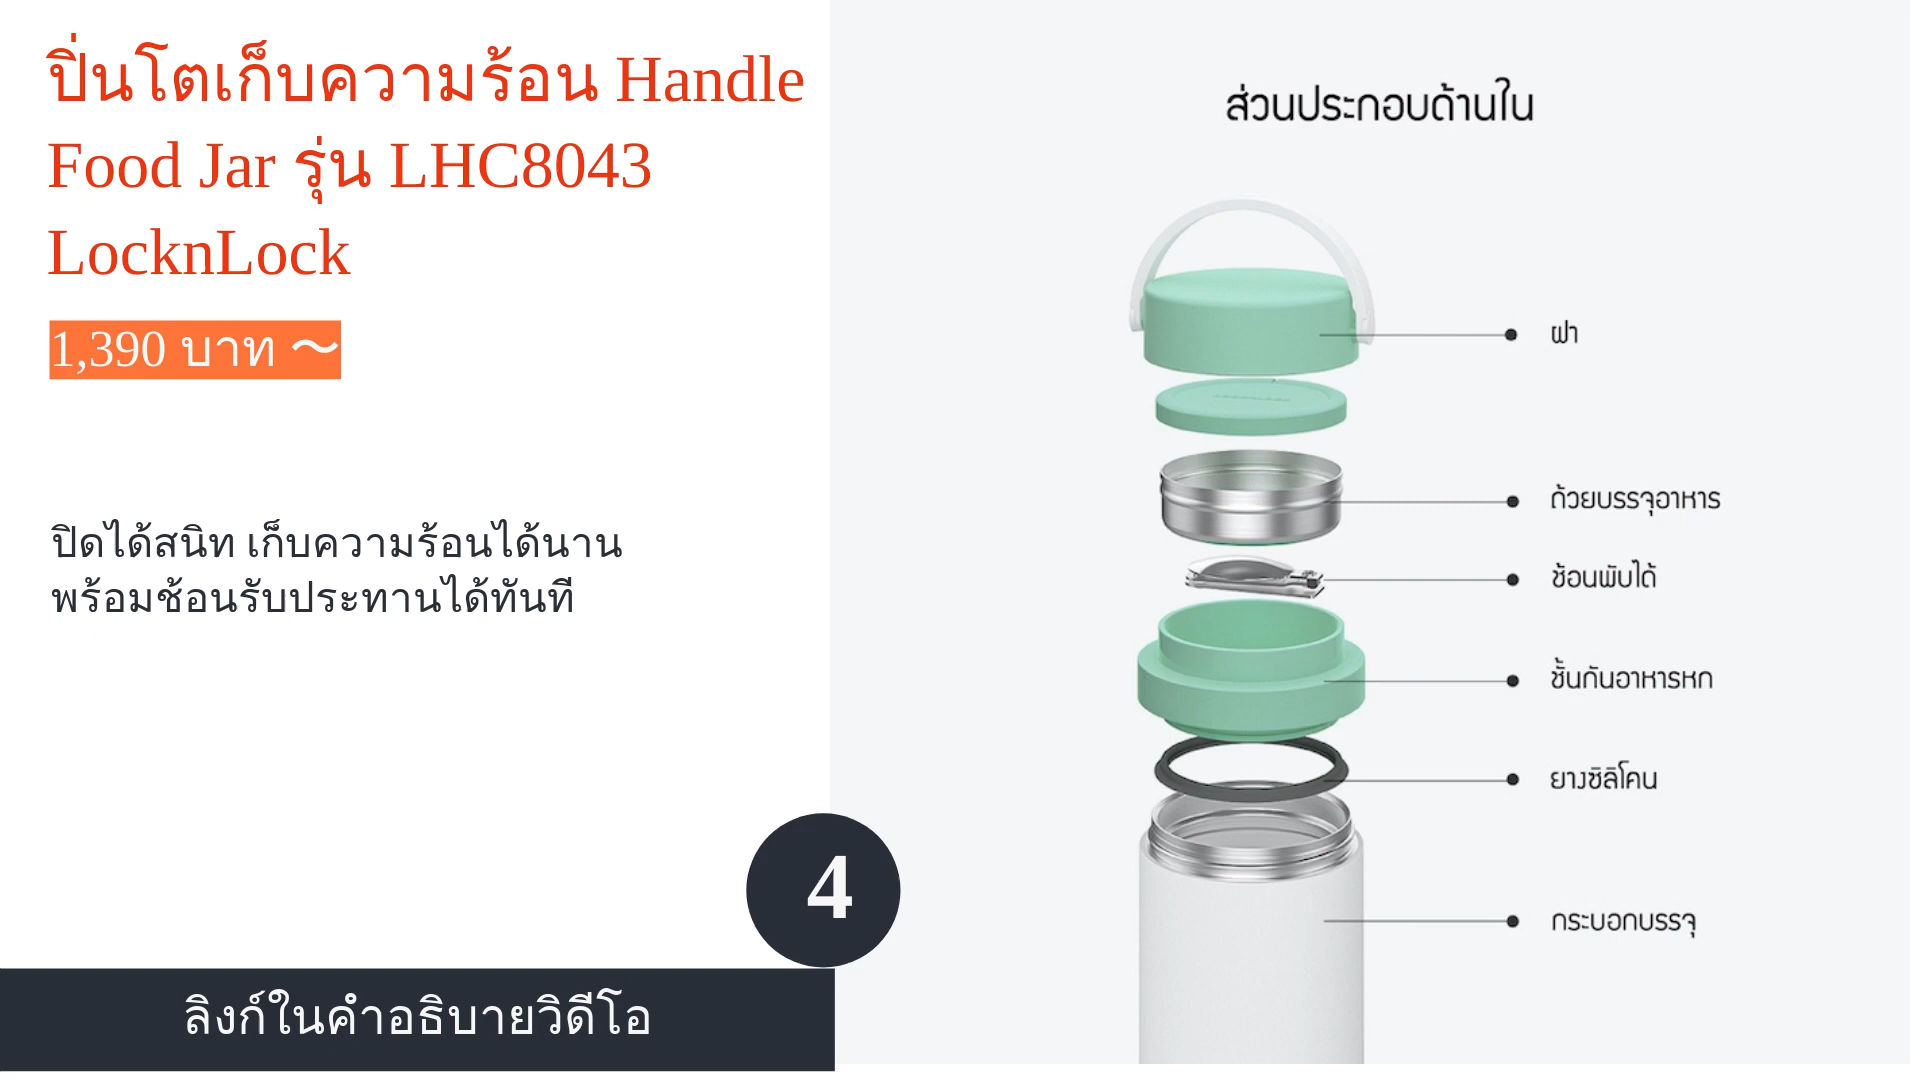 ปิ่นโตเก็บความร้อน Handle
Food Jar รุ่น LHC8043
LocknLock
1,390 บาท ～
ปิดได้สนิท เก็บความร้อนได้นาน
พร้อมช้อนรับประทานได้ทันที
4
ลิงก์ในคำอธิบายวิดีโอ
ส่วนประกอบด้านใน
ฝา
ถ้วยบรรจุอาหาร
ช้อนพับได้
ชั้นกันอาหารหก
ยางซิลิโคน
กระบอกบรรจุ